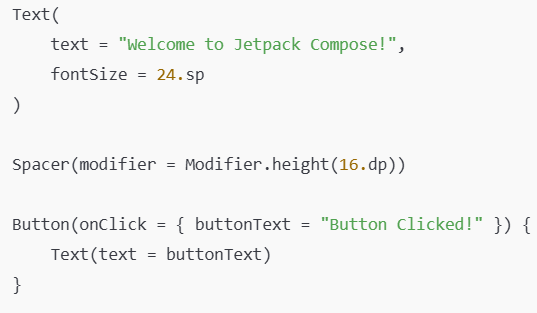 Text(
    text = "Welcome to Jetpack Compose!",
    fontSize = 24.sp
)
Spacer(modifier = Modifier.height(16.dp))
Button(onClick = { buttonText = "Button Clicked!" }) {
    Text(text = buttonText)
}